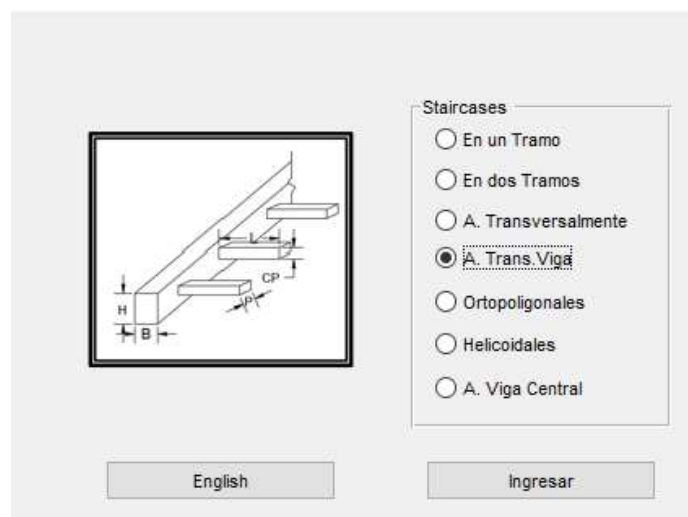 Staircases
En un Tramo
En dos Tramos
A. Transversalmente
A. Trans.Viga
Ortopoligonales
Helicoidales
A. Viga Central
L
CP
P
H
B
English
Ingresar